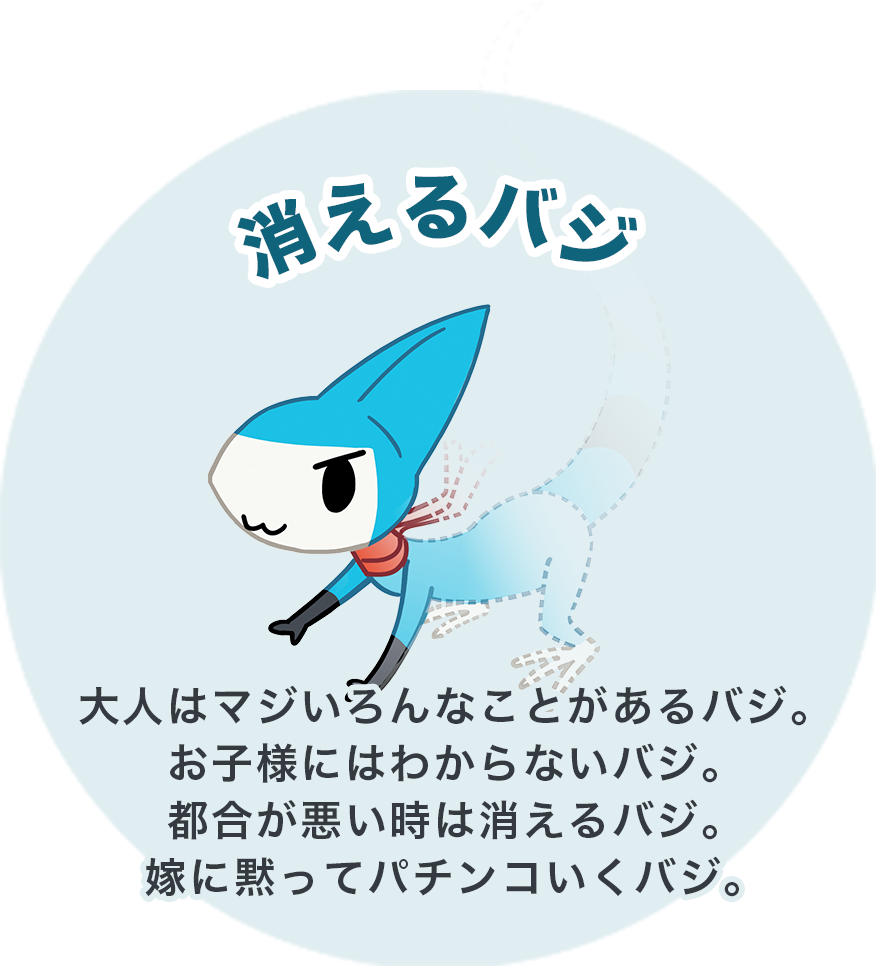 消えるバジ
大人はマジいろんなことがあるバジ。
お子様にはわからないバジ。
都合が悪い時は消えるバジ。
嫁に黙ってパチンコいくバジ。